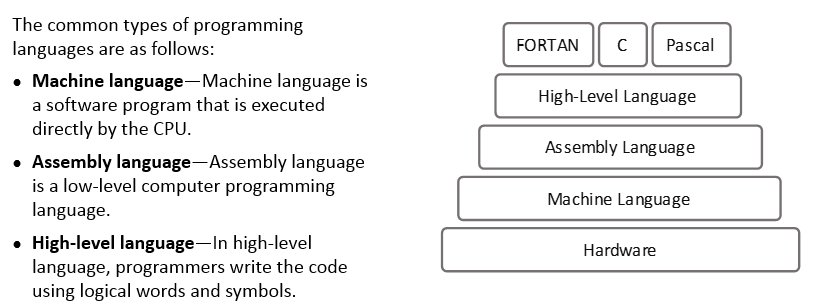 The common types of programming
languages are as follows:
• Machine language—Machine language is
a software program that is executed
directly by the CPU.
• Assembly language—Assembly language
is a low-level computer programming
language.
• High-level language—In high-level
language, programmers write the code
using logical words and symbols.
FORTAN C Pascal
High-Level Language
Assembly Language
Machine Language
Hardware